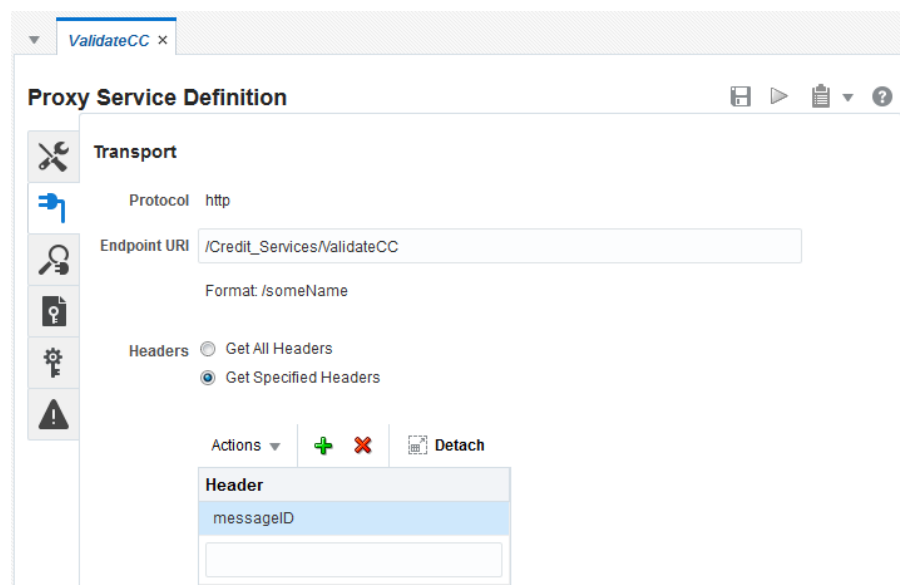 ValidateCC ×
Proxy Service Definition
Transport
Protocol http
Endpoint URI /Credit_Services/ValidateCC
Format: /someName
Headers Get All Headers
Get Specified Headers
Actions Detach
Header
messageID